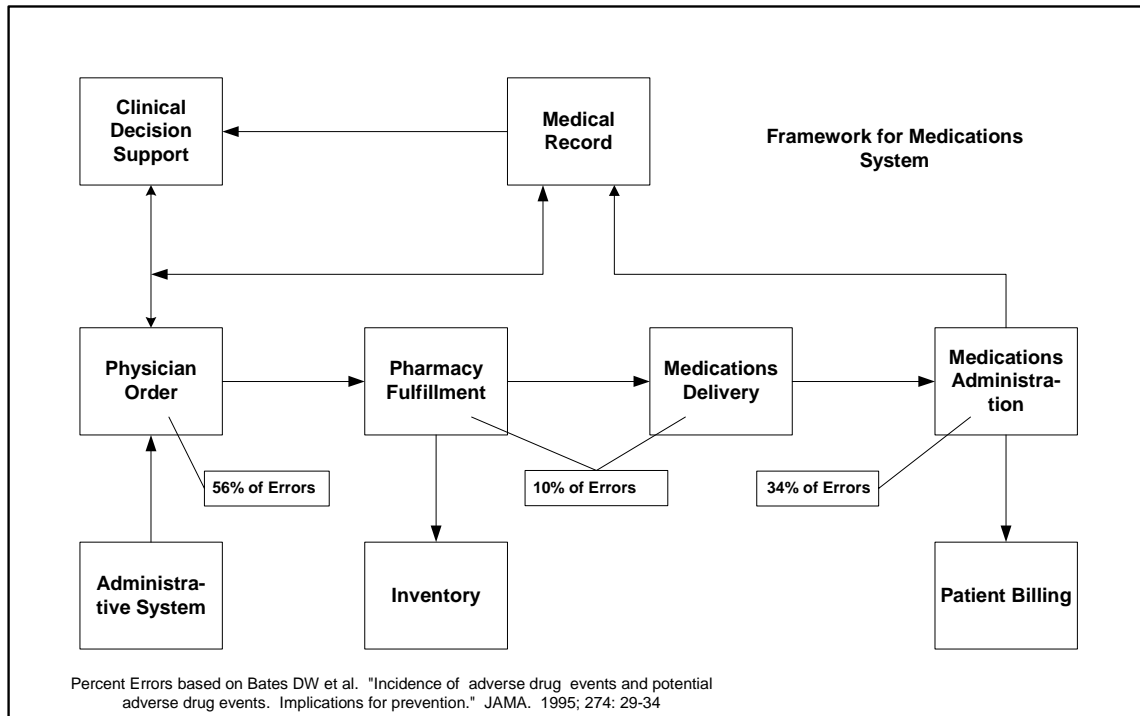 Clinical
Decision
Support
Medical
Record
Framework for Medications
System
Physician
Order
Pharmacy
Fulfillment
Medications
Delivery
Medications
Administra-
tion
56% of Errors
10% of Errors
34% of Errors
Administra-
tive System
Inventory
Patient Billing
Percent Errors based on Bates DW et al. "Incidence of adverse drug events and potential
adverse drug events. Implications for prevention." JAMA. 1995; 274: 29-34